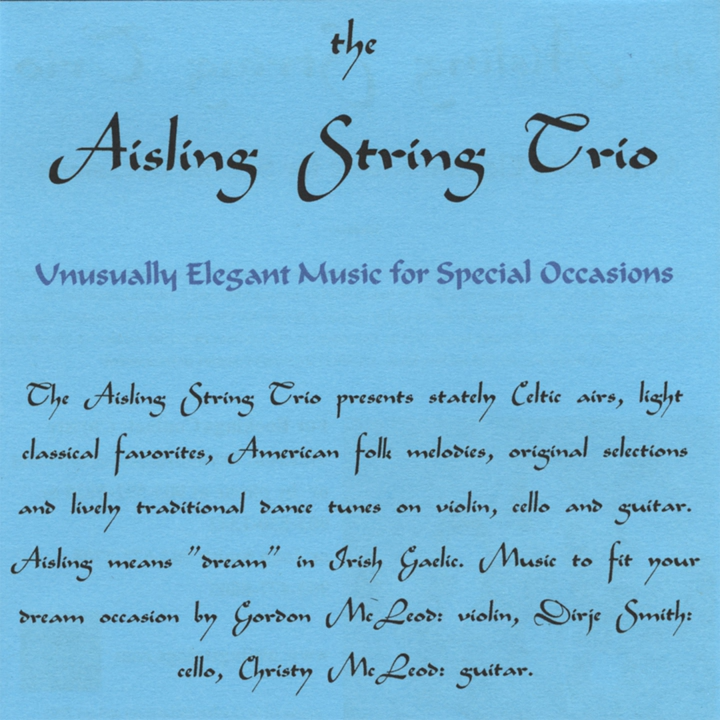 the
Aisling String Trio
Unusually Elegant Music for Special Occasions
The Aisling String Trio presents stately Celtic airs, light
classical favorites, American folk melodies, original selections
and lively traditional dance tunes on violin, cello and guitar.
Aisling means "dream" in Irish Gaelic. Music to fit your
dream occasion by Gordon McLeod: violin, Dirje Smith:
cello, Christy McLeod: guitar.